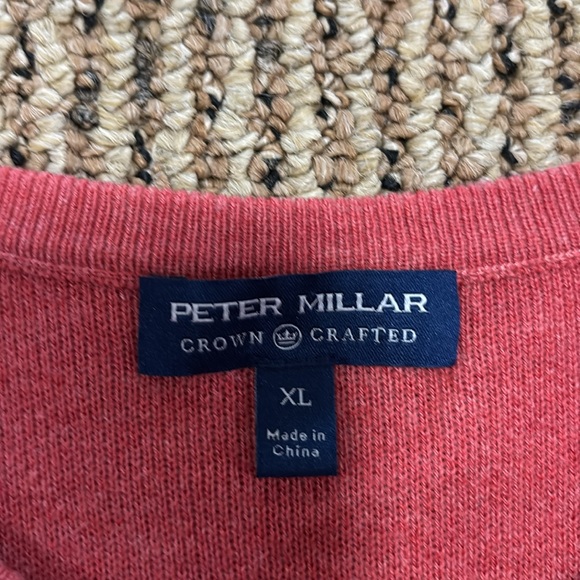 PETER MILLAR
CROWN CRAFTED
XL
Made in
China